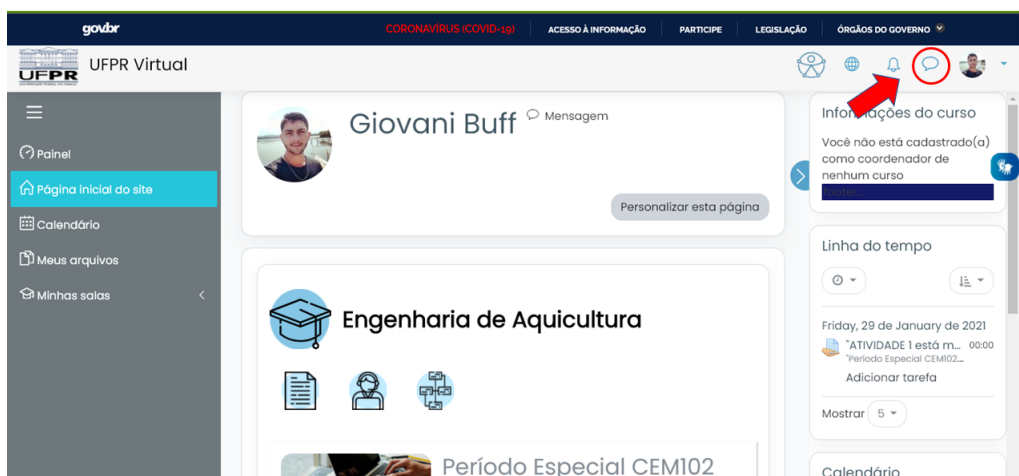 gov.br
CORONAVÍRUS (COVID-19)
ACESSO À INFORMAÇÃO
PARTICIPE
LEGISLAÇÃO
ÓRGÃOS DO GOVERNO
UFPR
UFPR Virtual
Painel
Página inicial do site
Calendário
Meus arquivos
Minhas salas
Giovani Buff
Mensagem
Personalizar esta página
Engenharia de Aquicultura
Período Especial CEM102
Informações do curso
Você não está cadastrado(a)
como coordenador de
nenhum curso
footer
Linha do tempo
Friday, 29 de January de 2021
"ATIVIDADE 1 está m... 00:00
"Período Especial CEM102...
Adicionar tarefa
Mostrar 5
Calendário